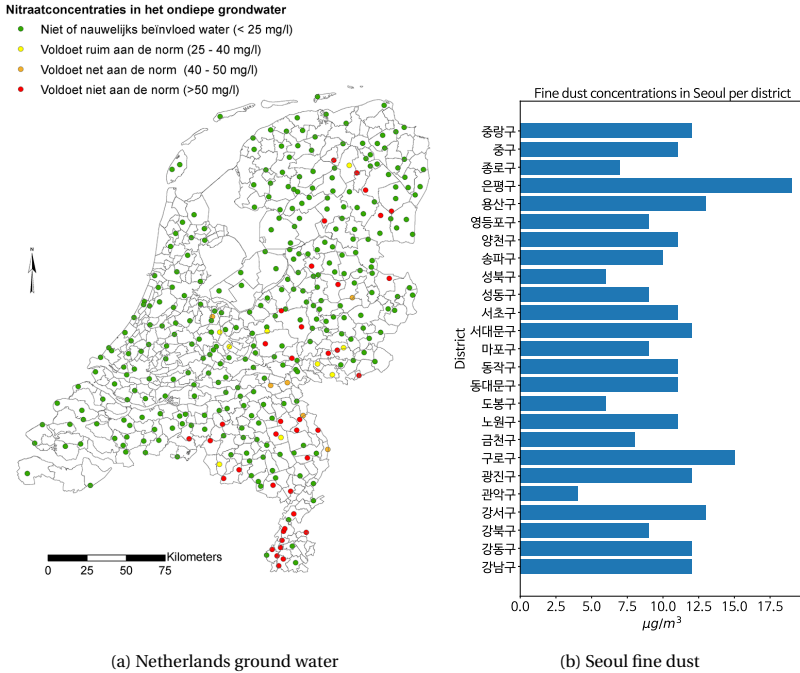 Nitraatconcentraties in het ondiepe grondwater
Niet of nauwelijks beïnvloed water (< 25 mg/l)
Voldoet ruim aan de norm (25 - 40 mg/l)
Voldoet net aan de norm (40 - 50 mg/l)
Voldoet niet aan de norm (>50 mg/l)
N
Kilometers
0 25 50 75
(a) Netherlands ground water
Fine dust concentrations in Seoul per district
중랑구
중구
종로구
은평구
용산구
영등포구
양천구
송파구
성북구
성동구
서초구
서대문구
마포구
동작구
동대문구
도봉구
노원구
금천구
구로구
광진구
관악구
강서구
강북구
강동구
강남구
District
0.0 2.5 5.0 7.5 10.0 12.5 15.0 17.5
μg/m³
(b) Seoul fine dust